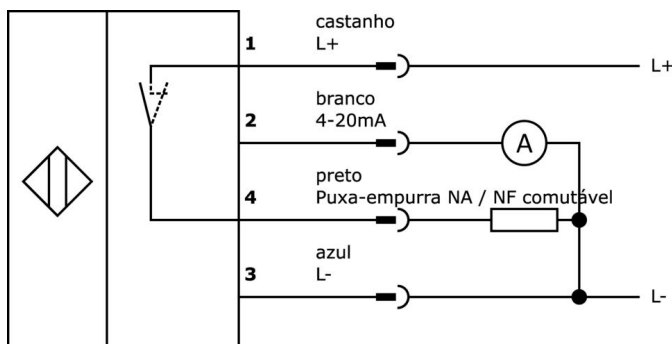 castanho
1 L+ L+
branco
2 4-20mA A
preto
4 Puxa-empurra NA / NF comutável
azul
3 L- L-